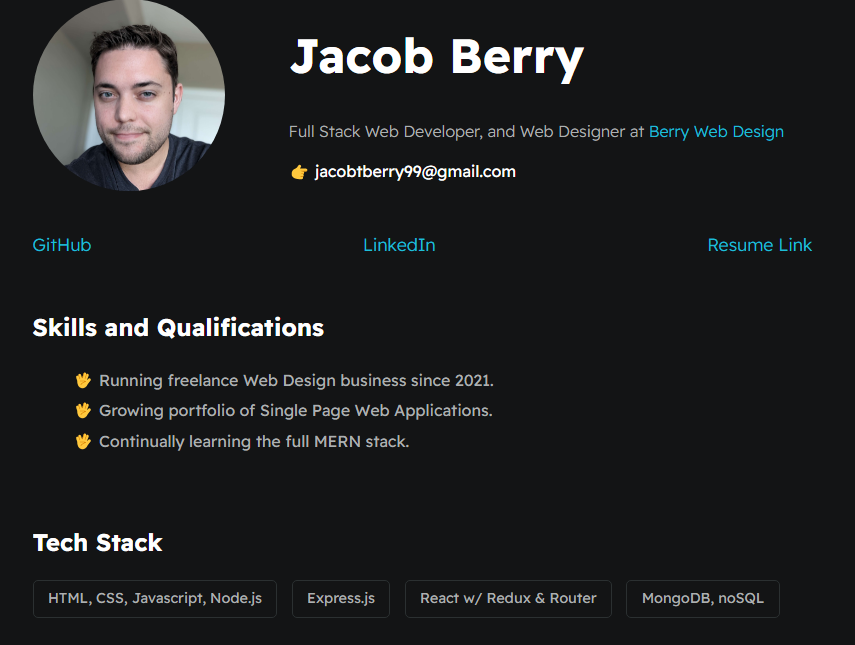 Jacob Berry
Full Stack Web Developer, and Web Designer at Berry Web Design
👉 jacobtberry99@gmail.com
GitHub LinkedIn Resume Link
Skills and Qualifications
🖖 Running freelance Web Design business since 2021.
🖖 Growing portfolio of Single Page Web Applications.
🖖 Continually learning the full MERN stack.
Tech Stack
HTML, CSS, Javascript, Node.js Express.js React w/ Redux & Router MongoDB, noSQL